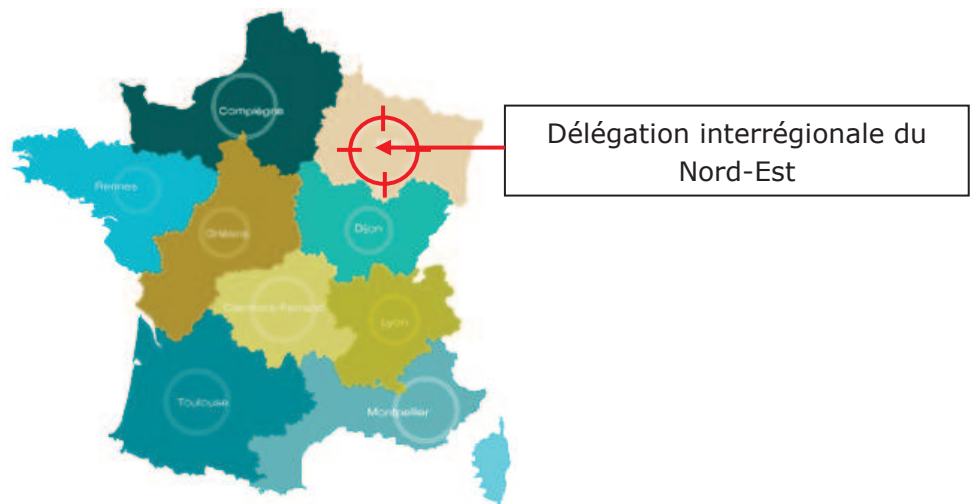 Compiègne
Délégation interrégionale du
Nord-Est
Rennes
Orléans
Dijon
Clermont-Ferrand
Lyon
Toulouse
Montpellier